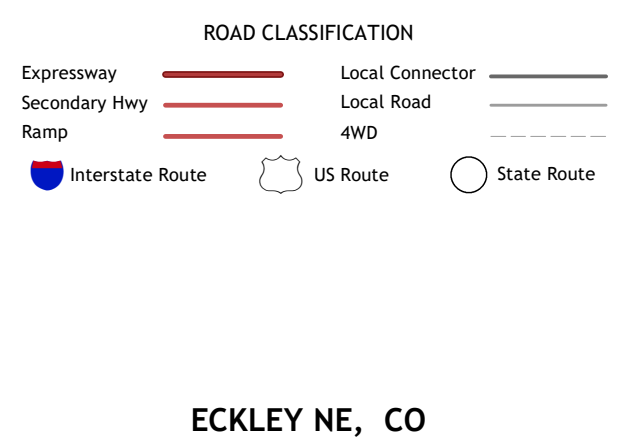 ROAD CLASSIFICATION
Expressway
Secondary Hwy
Ramp
Local Connector
Local Road
4WD
Interstate Route
US Route
State Route
ECKLEY NE, CO